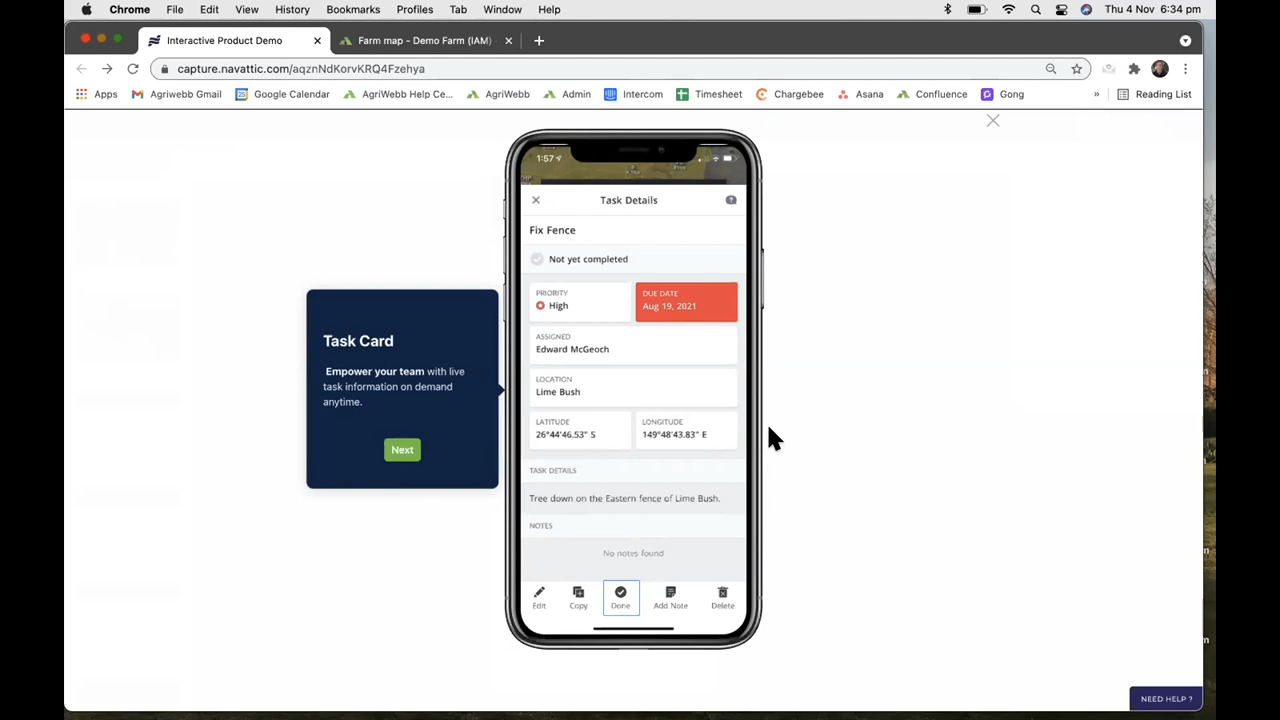 Chrome File Edit View History Bookmarks Profiles Tab Window Help Thu 4 Nov 6:34 pm
Interactive Product Demo Farm map - Demo Farm (IAM)
capture.navattic.com/aqznNdKorvKRQ4Fzehya
Apps Agriwebb Gmail Google Calendar AgriWebb Help Ce... AgriWebb Admin Intercom Timesheet Chargebee Asana Confluence Gong » Reading List
1:57
Task Details
Fix Fence
Not yet completed
PRIORITY DUE DATE
High Aug 19, 2021
ASSIGNED
Edward McGeoch
LOCATION
Lime Bush
LATITUDE LONGITUDE
26°44'46.53" S 149°48'43.83" E
TASK DETAILS
Tree down on the Eastern fence of Lime Bush.
NOTES
No notes found
Edit Copy Done Add Note Delete
Task Card
Empower your team with live
task information on demand
anytime.
Next
NEED HELP ?